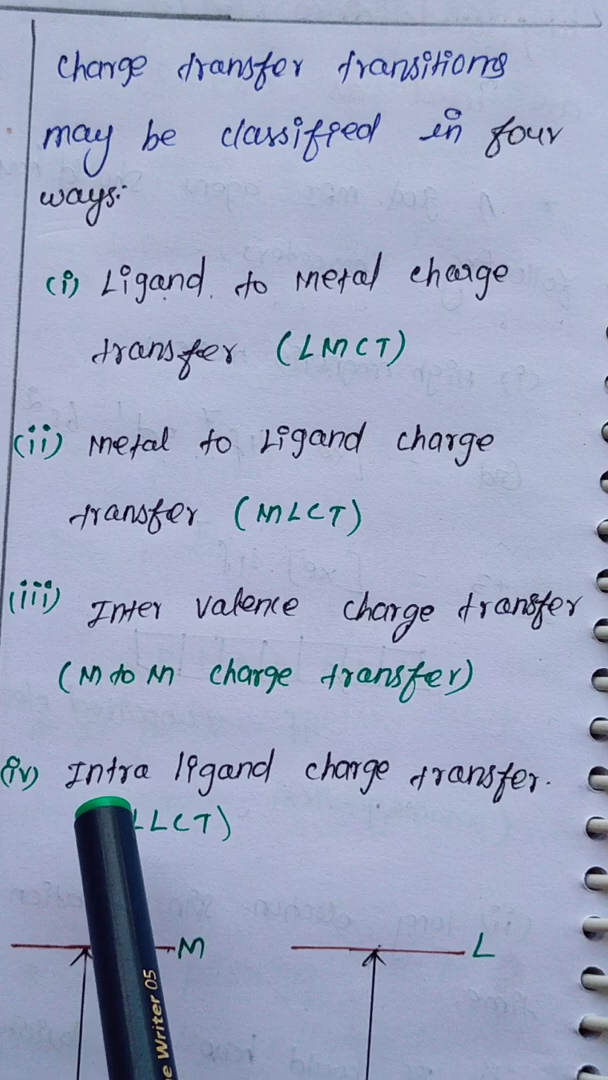 charge transfer transitions
may be classified in four
ways:
(i) Ligand to metal charge
transfer (LMCT)
(ii) metal to Ligand charge
transfer (MLCT)
(iii) Inter valence charge transfer
(M to M charge transfer)
(iv) Intra ligand charge transfer.
LLCT)
M L
e Writer 05